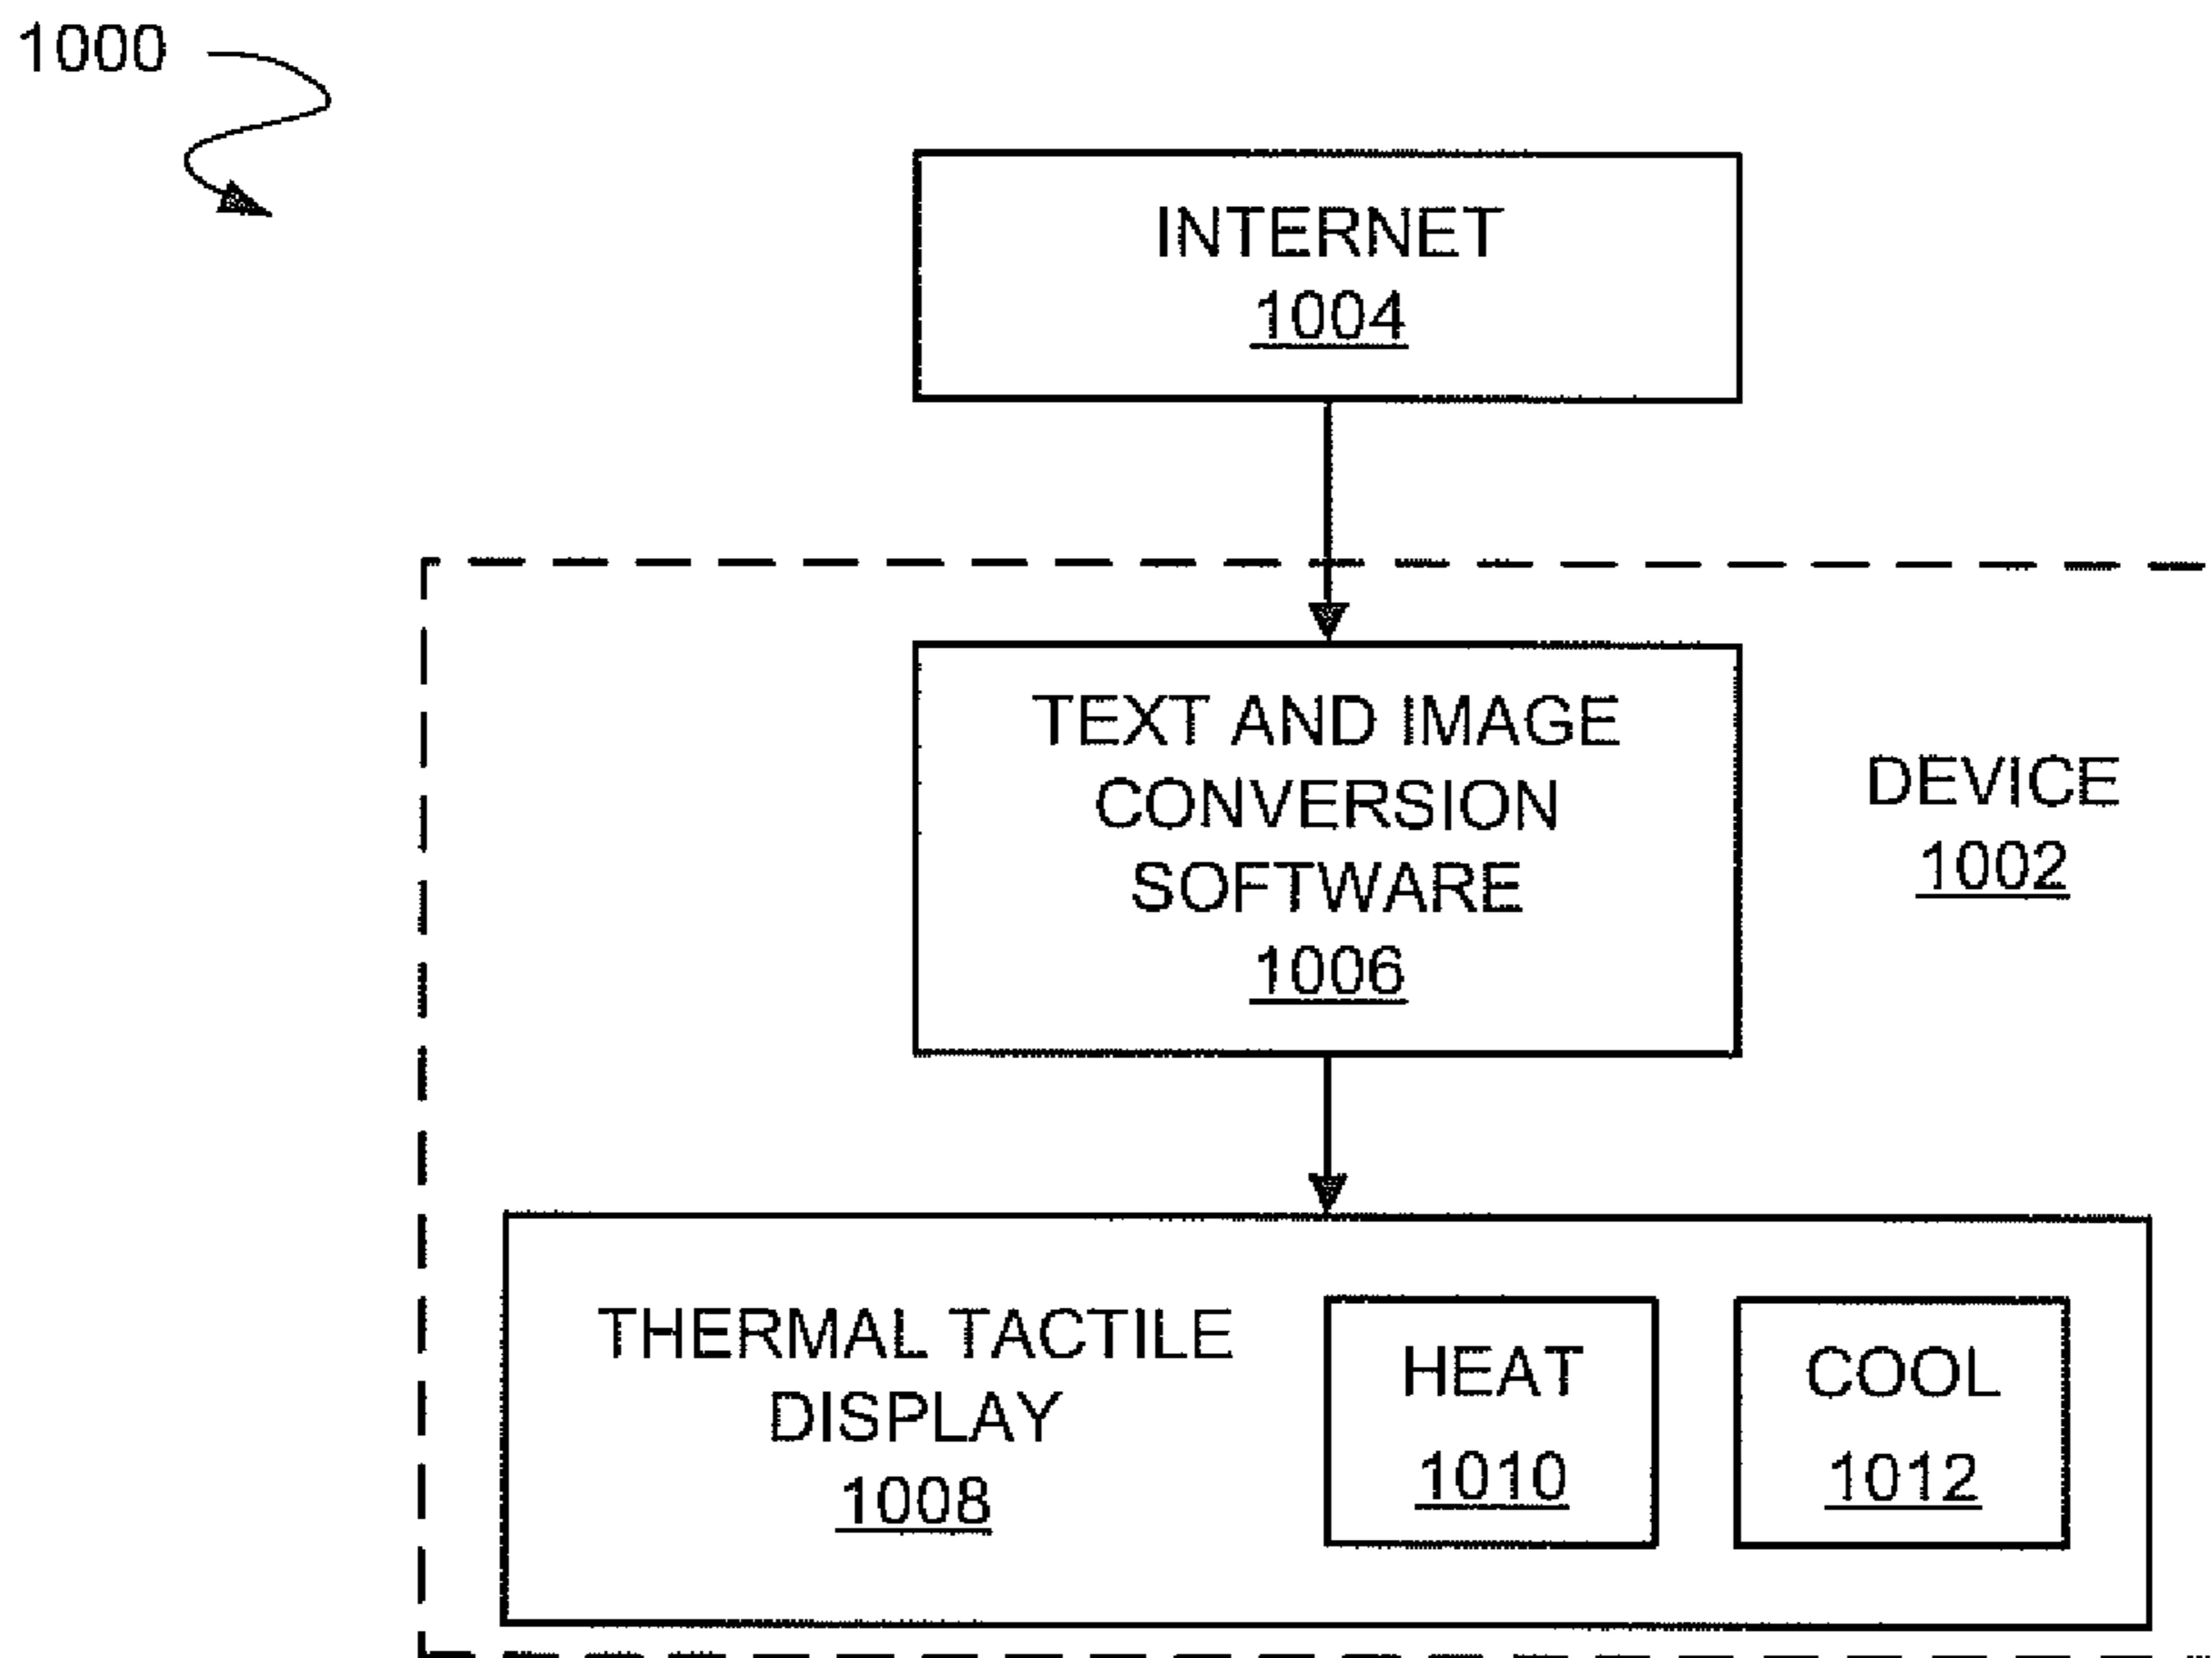 1000
INTERNET
1004
TEXT AND IMAGE
CONVERSION
SOFTWARE
1006
DEVICE
1002
THERMAL TACTILE
DISPLAY
1008
HEAT
1010
COOL
1012